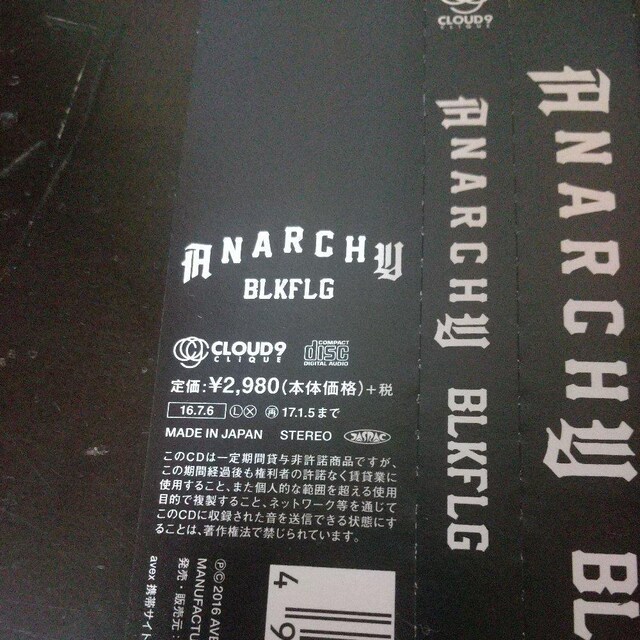 ANARCHY
BLKFLG
CLOUD9
CLIQUE
COMPACT
disc
DIGITAL AUDIO
定価:¥2,980(本体価格)+税
16.7.6 Ⓛ Ⓧ ㊢17.1.5まで
MADE IN JAPAN STEREO JASRAC
このCDは一定期間貸与非許諾商品ですが、
この期間経過後も権利者の許諾なく賃貸業に
使用すること、また個人的な範囲を超える使用
目的で複製すること、ネットワーク等を通じて
このCDに収録された音を送信できる状態にす
ることは、著作権法で禁じられています。
ⓅⒸ2016
MANUFACTU
発売・販売元:
avex 携帯サイト
4 9
CLOUD9
CLIQUE
ANARCHY BLKFLG
ANARCHY BL